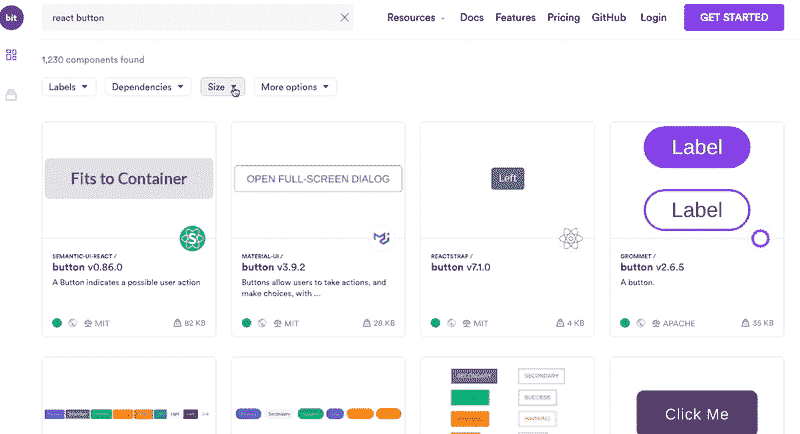 bit
react button
Resources
Docs
Features
Pricing
GitHub
Login
GET STARTED
1,230 components found
Labels
Dependencies
Size
More options
Fits to Container
OPEN FULL-SCREEN DIALOG
Left
Label
Label
SEMANTIC-UI-REACT /
button v0.86.0
A Button indicates a possible user action
MIT
82 KB
MATERIAL-UI /
button v3.9.2
Buttons allow users to take actions, and
make choices, with ...
MIT
28 KB
REACTSTRAP /
button v7.1.0
MIT
4 KB
GROMMET /
button v2.6.5
A button.
APACHE
35 KB
SECONDARY
SECONDARY
SUCCESS
Click Me